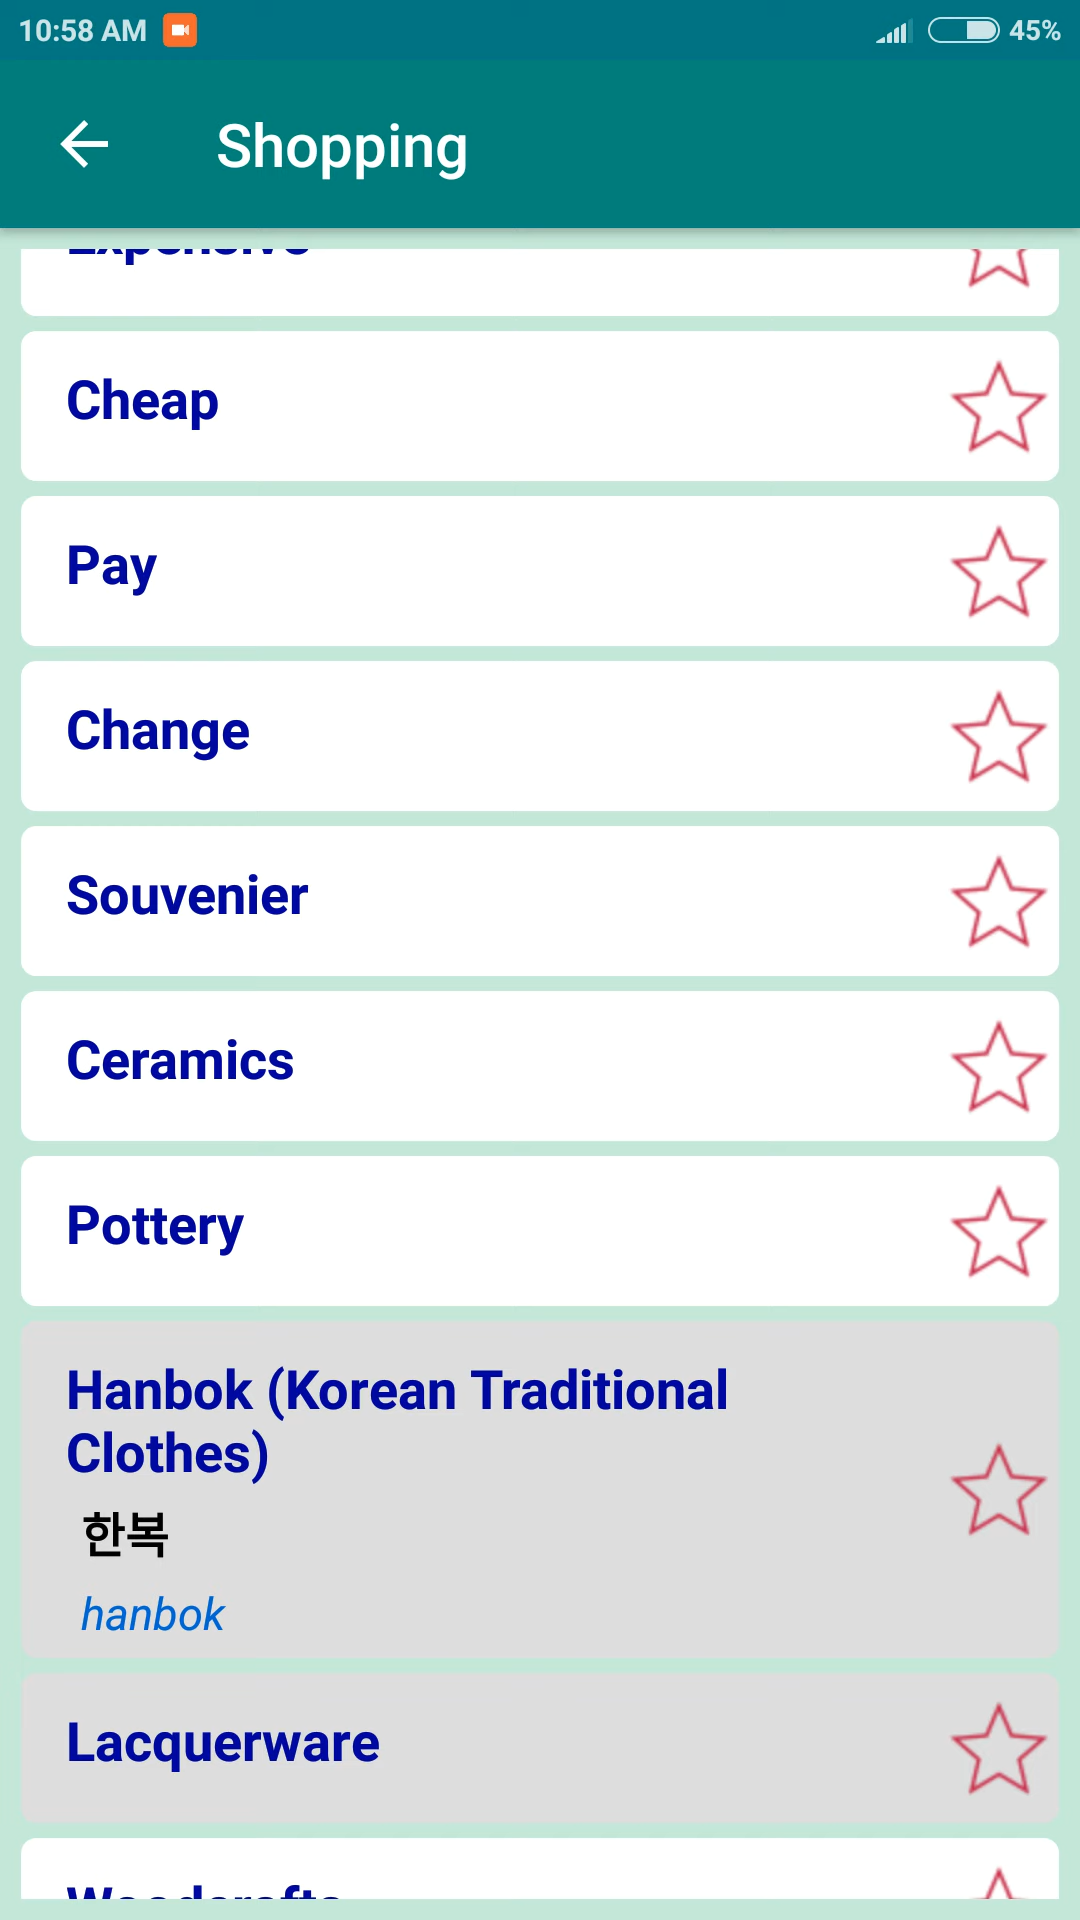 10:58 AM
45%
Shopping
Expensive
Cheap
Pay
Change
Souvenier
Ceramics
Pottery
Hanbok (Korean Traditional
Clothes)
한복
hanbok
Lacquerware
Woodcrafts